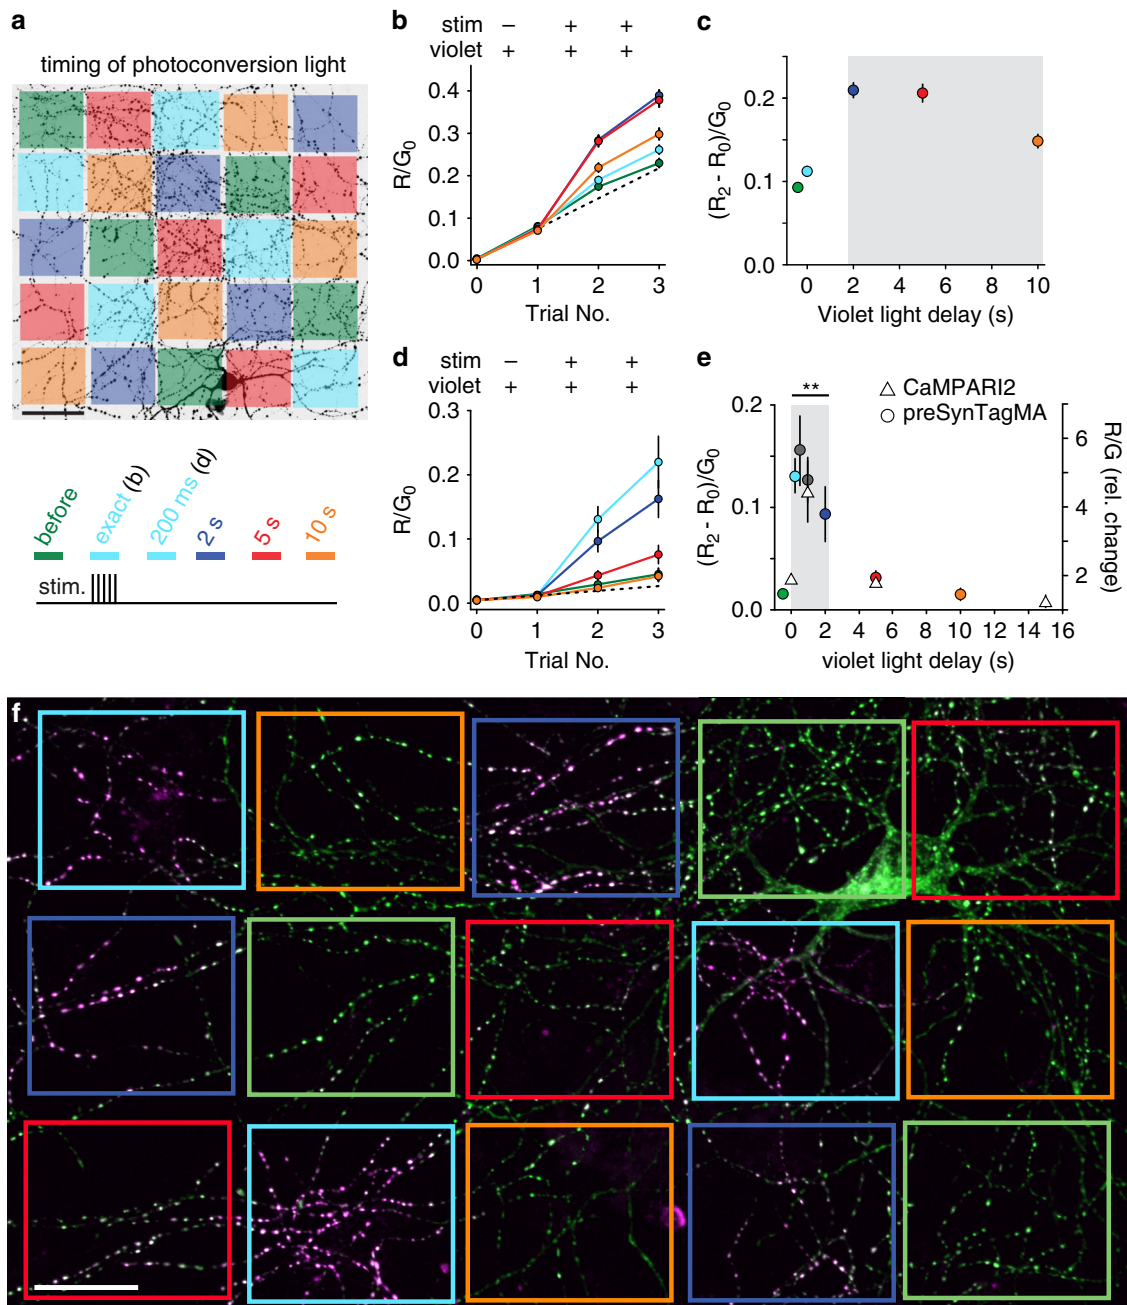 a
timing of photoconversion light
before
exact (b)
200 ms (d)
2 s
5 s
10 s
stim.
b
stim – + +
violet + + +
R/G0
0.4
0.3
0.2
0.1
0.0
0 1 2 3
Trial No.
c
(R2 - R0)/G0
0.2
0.1
0.0
0 2 4 6 8 10
Violet light delay (s)
d
stim – + +
violet + + +
R/G0
0.3
0.2
0.1
0.0
0 1 2 3
Trial No.
e
**
CaMPARI2
preSynTagMA
(R2 - R0)/G0
0.2
0.1
0.0
R/G (rel. change)
6
4
2
0 2 4 6 8 10 12 14 16
violet light delay (s)
f